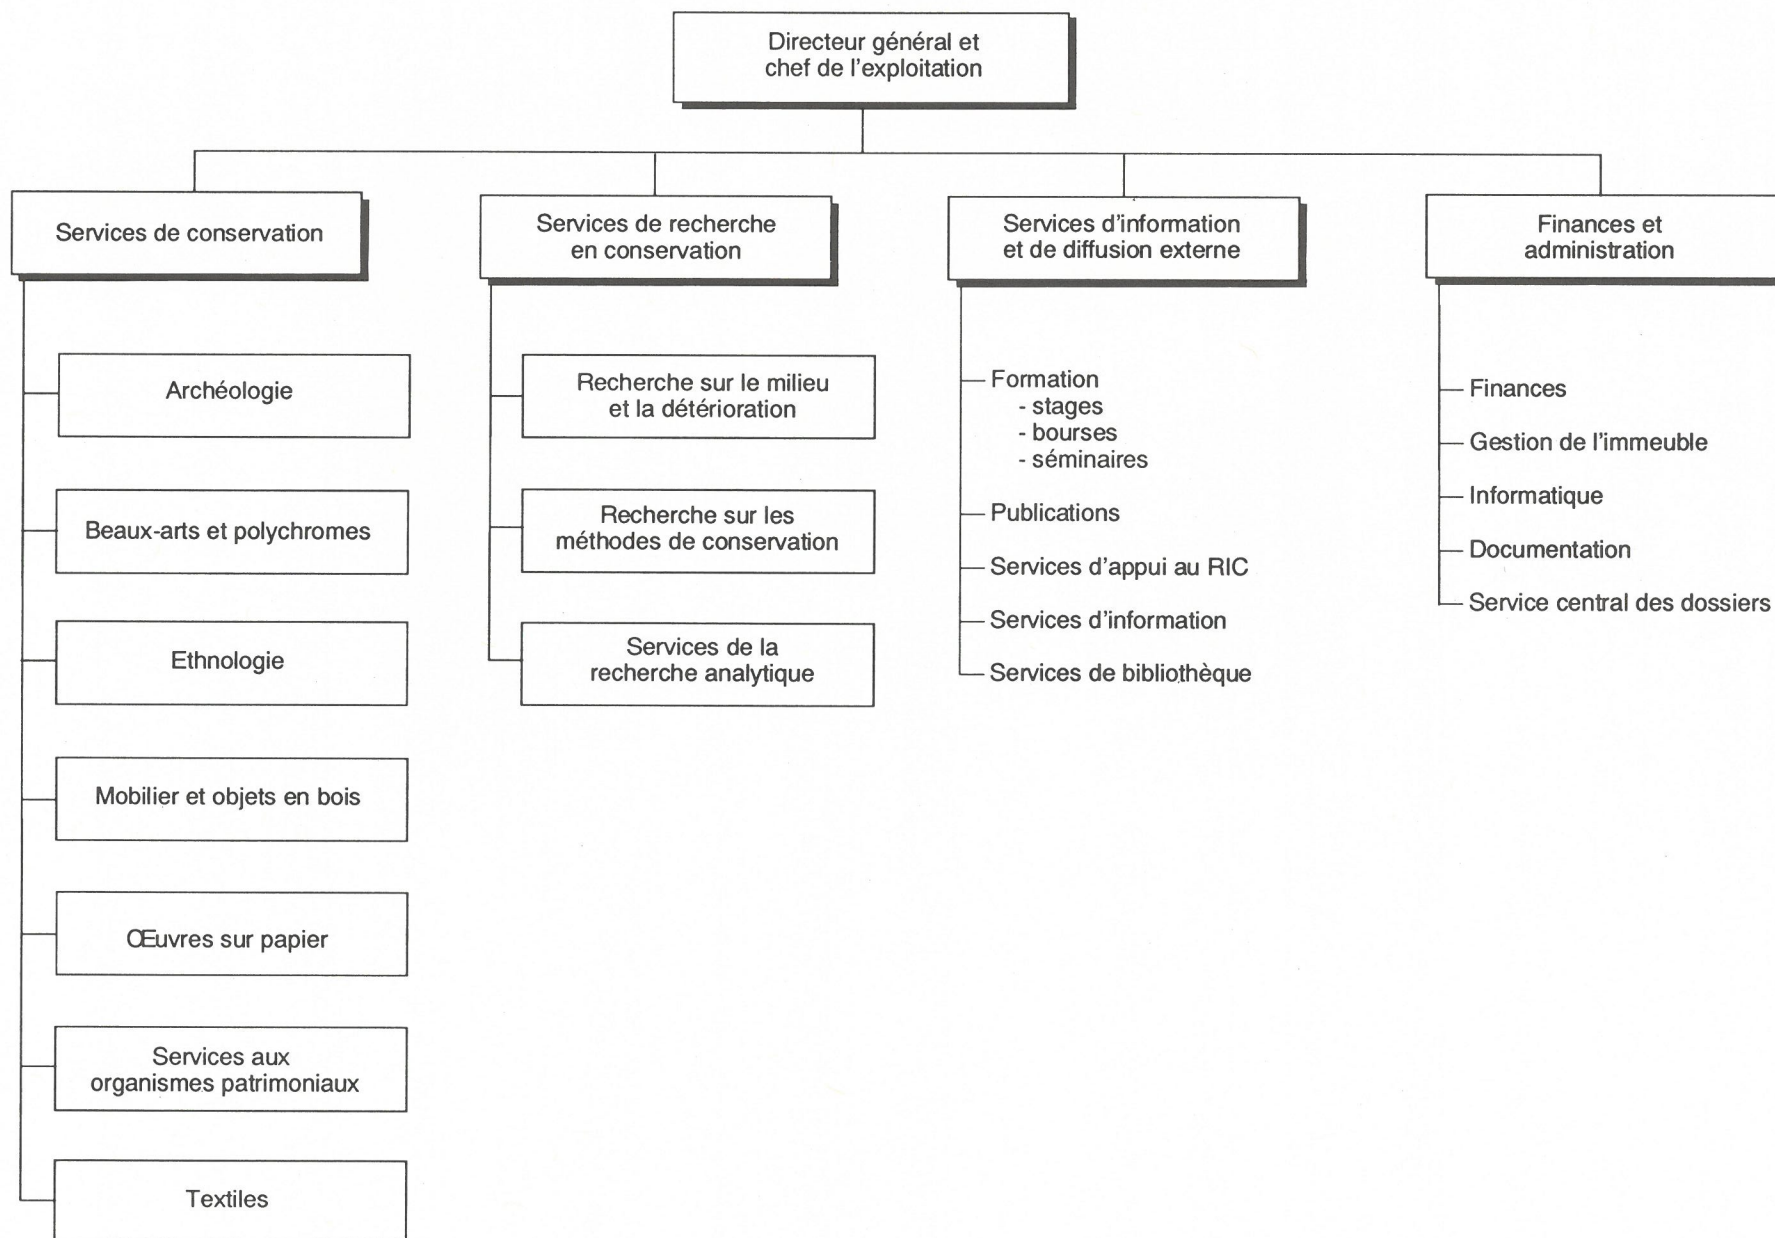 Directeur général et
chef de l'exploitation
Services de conservation
Archéologie
Beaux-arts et polychromes
Ethnologie
Mobilier et objets en bois
Œuvres sur papier
Services aux
organismes patrimoniaux
Textiles
Services de recherche
en conservation
Recherche sur le milieu
et la détérioration
Recherche sur les
méthodes de conservation
Services de la
recherche analytique
Services d'information
et de diffusion externe
Formation
- stages
- bourses
- séminaires
Publications
Services d'appui au RIC
Services d'information
Services de bibliothèque
Finances et
administration
Finances
Gestion de l'immeuble
Informatique
Documentation
Service central des dossiers